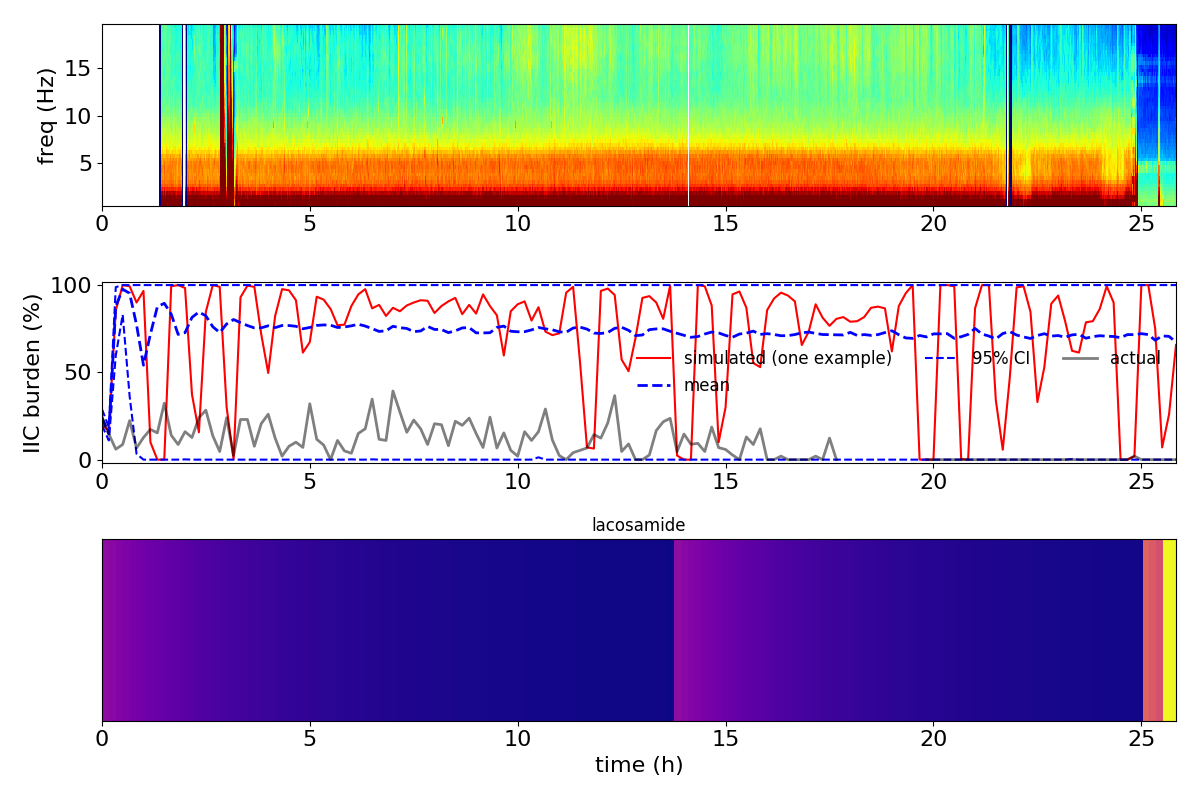 freq (Hz)
15
10
5
0 5 10 15 20 25
IIC burden (%)
100
50
0
simulated (one example) 95% CI actual
mean
0 5 10 15 20 25
lacosamide
0 5 10 15 20 25
time (h)